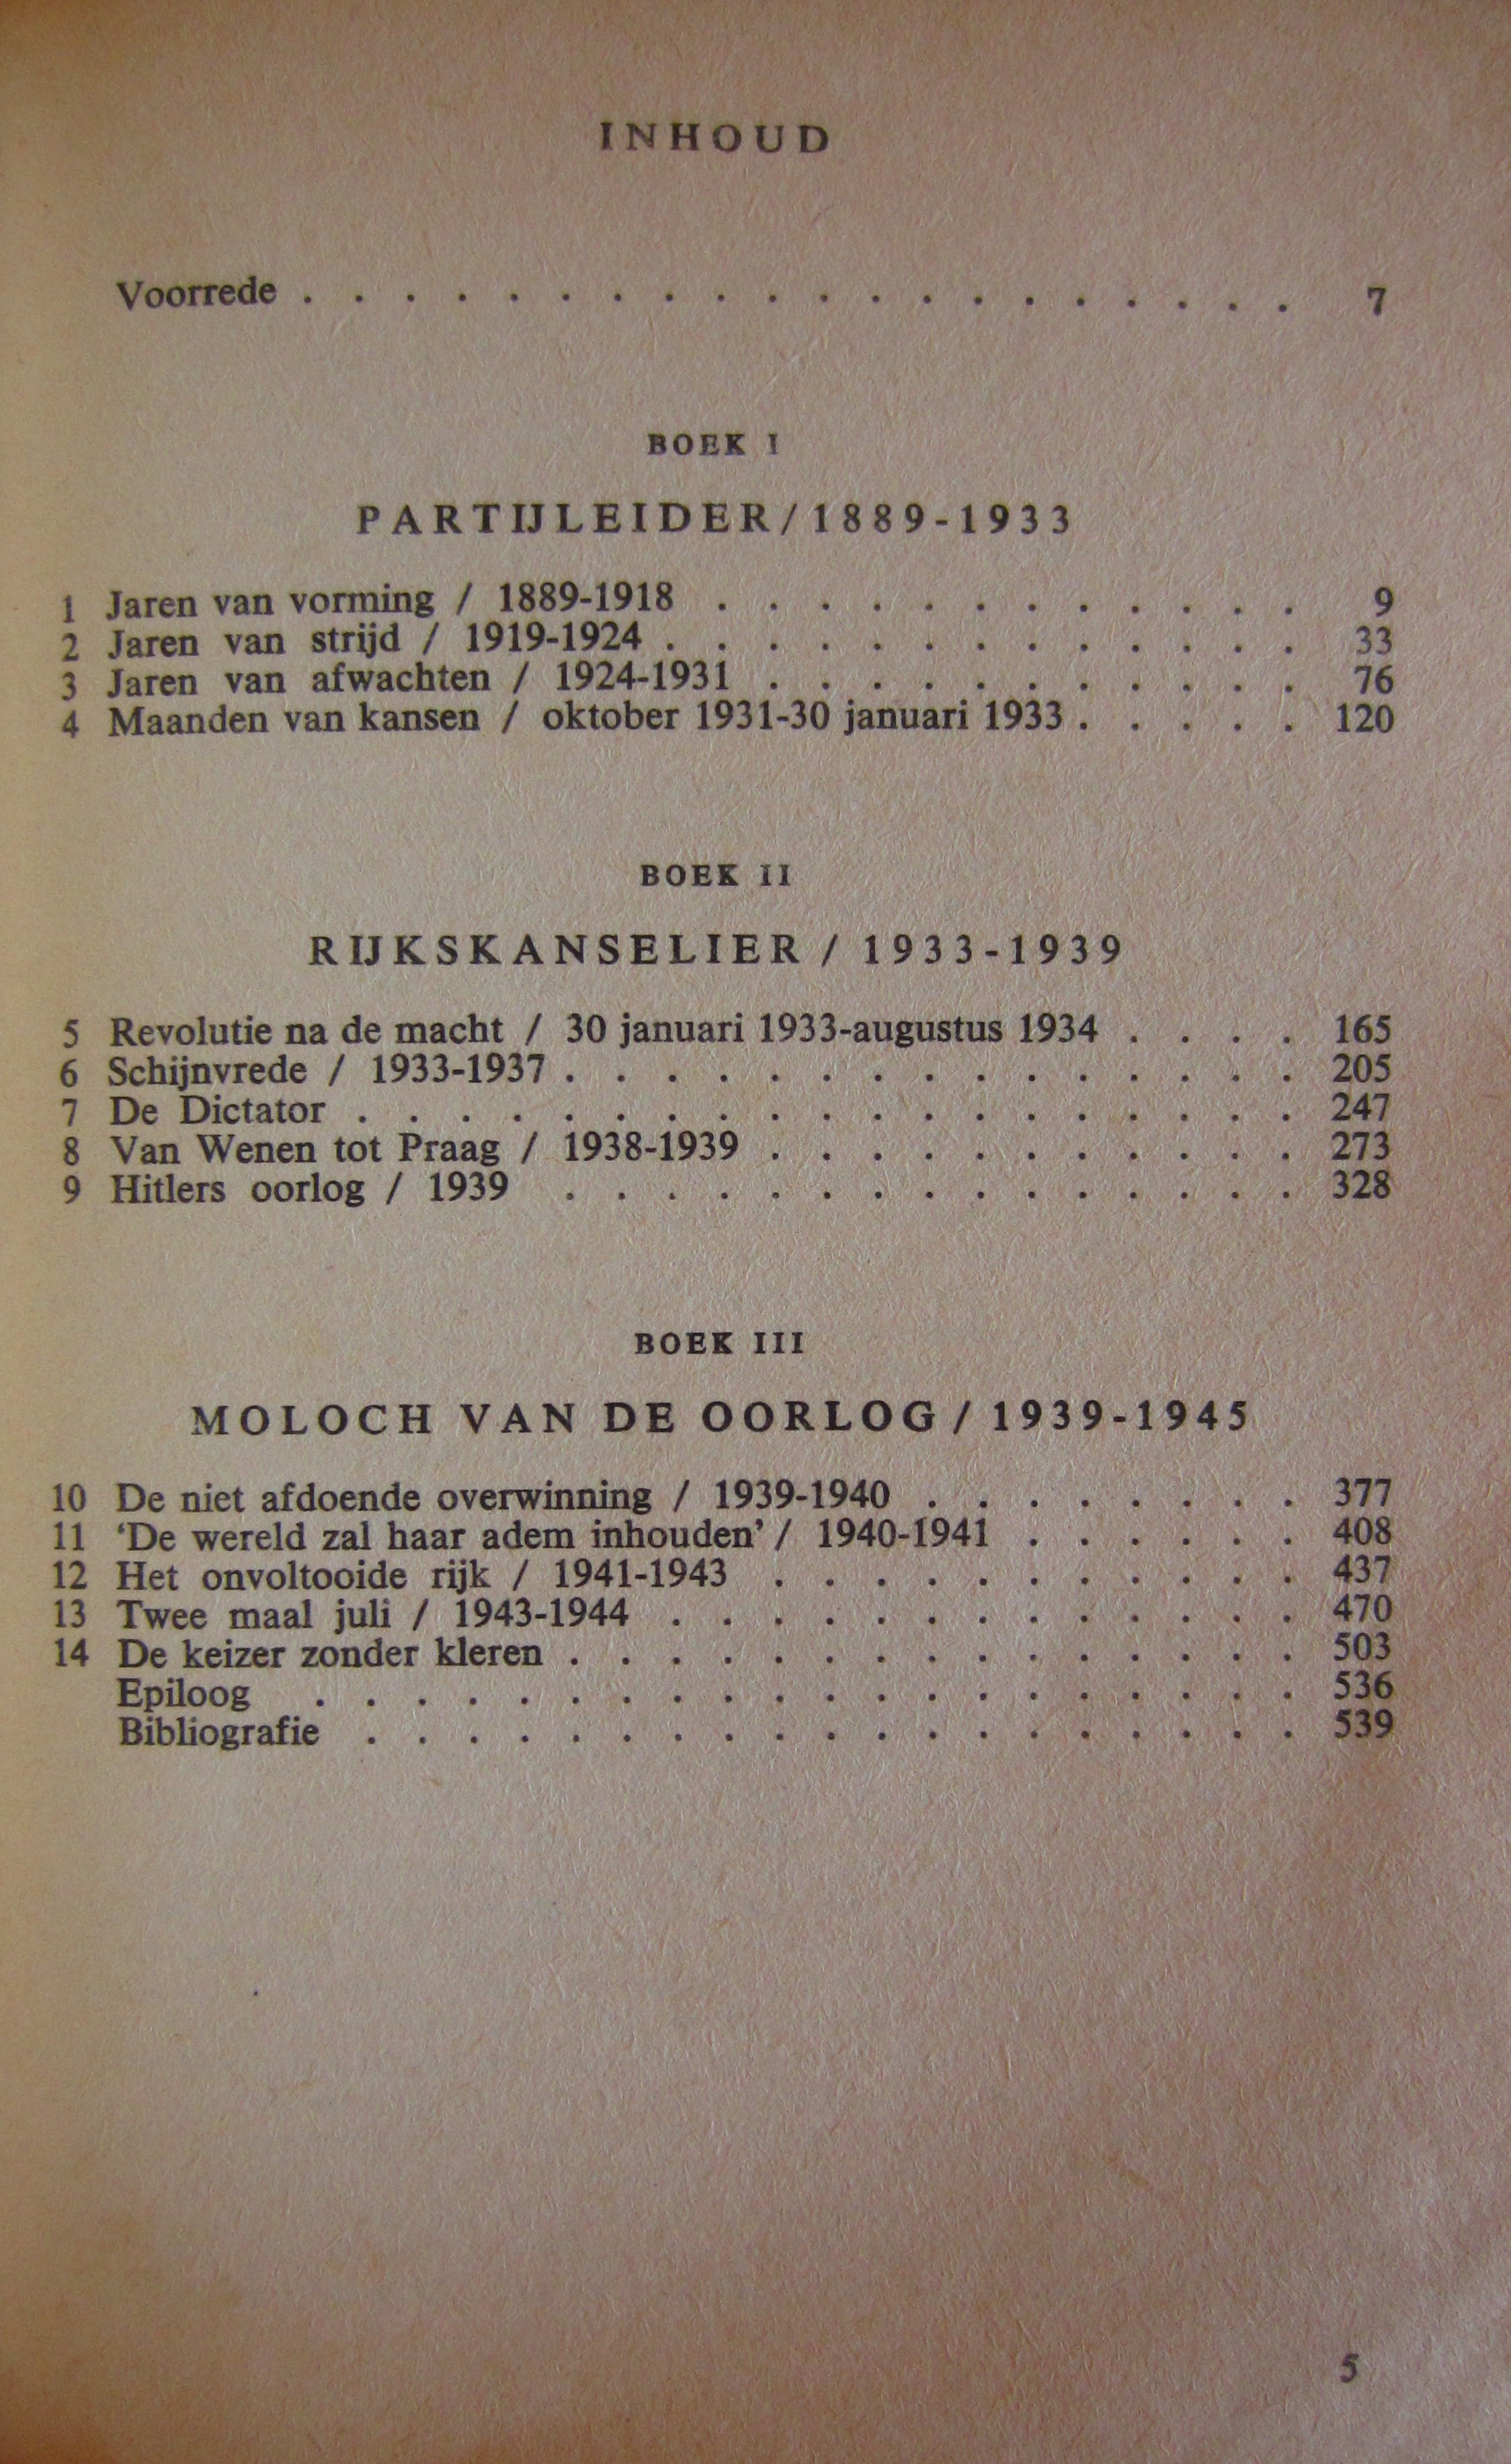 INHOUD
Voorrede . . . . . . . . . . . . . . . . . . . . 7
BOEK I
PARTIJLEIDER/1889-1933
1 Jaren van vorming / 1889-1918 . . . . . . . . . . . . 9
2 Jaren van strijd / 1919-1924 . . . . . . . . . . . . . 33
3 Jaren van afwachten / 1924-1931 . . . . . . . . . . . 76
4 Maanden van kansen / oktober 1931-30 januari 1933 . . . . . 120
BOEK II
RIJKSKANSELIER / 1933-1939
5 Revolutie na de macht / 30 januari 1933-augustus 1934 . . . . 165
6 Schijnvrede / 1933-1937 . . . . . . . . . . . . . . . 205
7 De Dictator . . . . . . . . . . . . . . . . . . . 247
8 Van Wenen tot Praag / 1938-1939 . . . . . . . . . . . 273
9 Hitlers oorlog / 1939 . . . . . . . . . . . . . . . 328
BOEK III
MOLOCH VAN DE OORLOG / 1939-1945
10 De niet afdoende overwinning / 1939-1940 . . . . . . . . 377
11 ‘De wereld zal haar adem inhouden’ / 1940-1941 . . . . . . 408
12 Het onvoltooide rijk / 1941-1943 . . . . . . . . . . . 437
13 Twee maal juli / 1943-1944 . . . . . . . . . . . . . 470
14 De keizer zonder kleren . . . . . . . . . . . . . . . 503
Epiloog . . . . . . . . . . . . . . . . . . . . 536
Bibliografie . . . . . . . . . . . . . . . . . . . 539
5